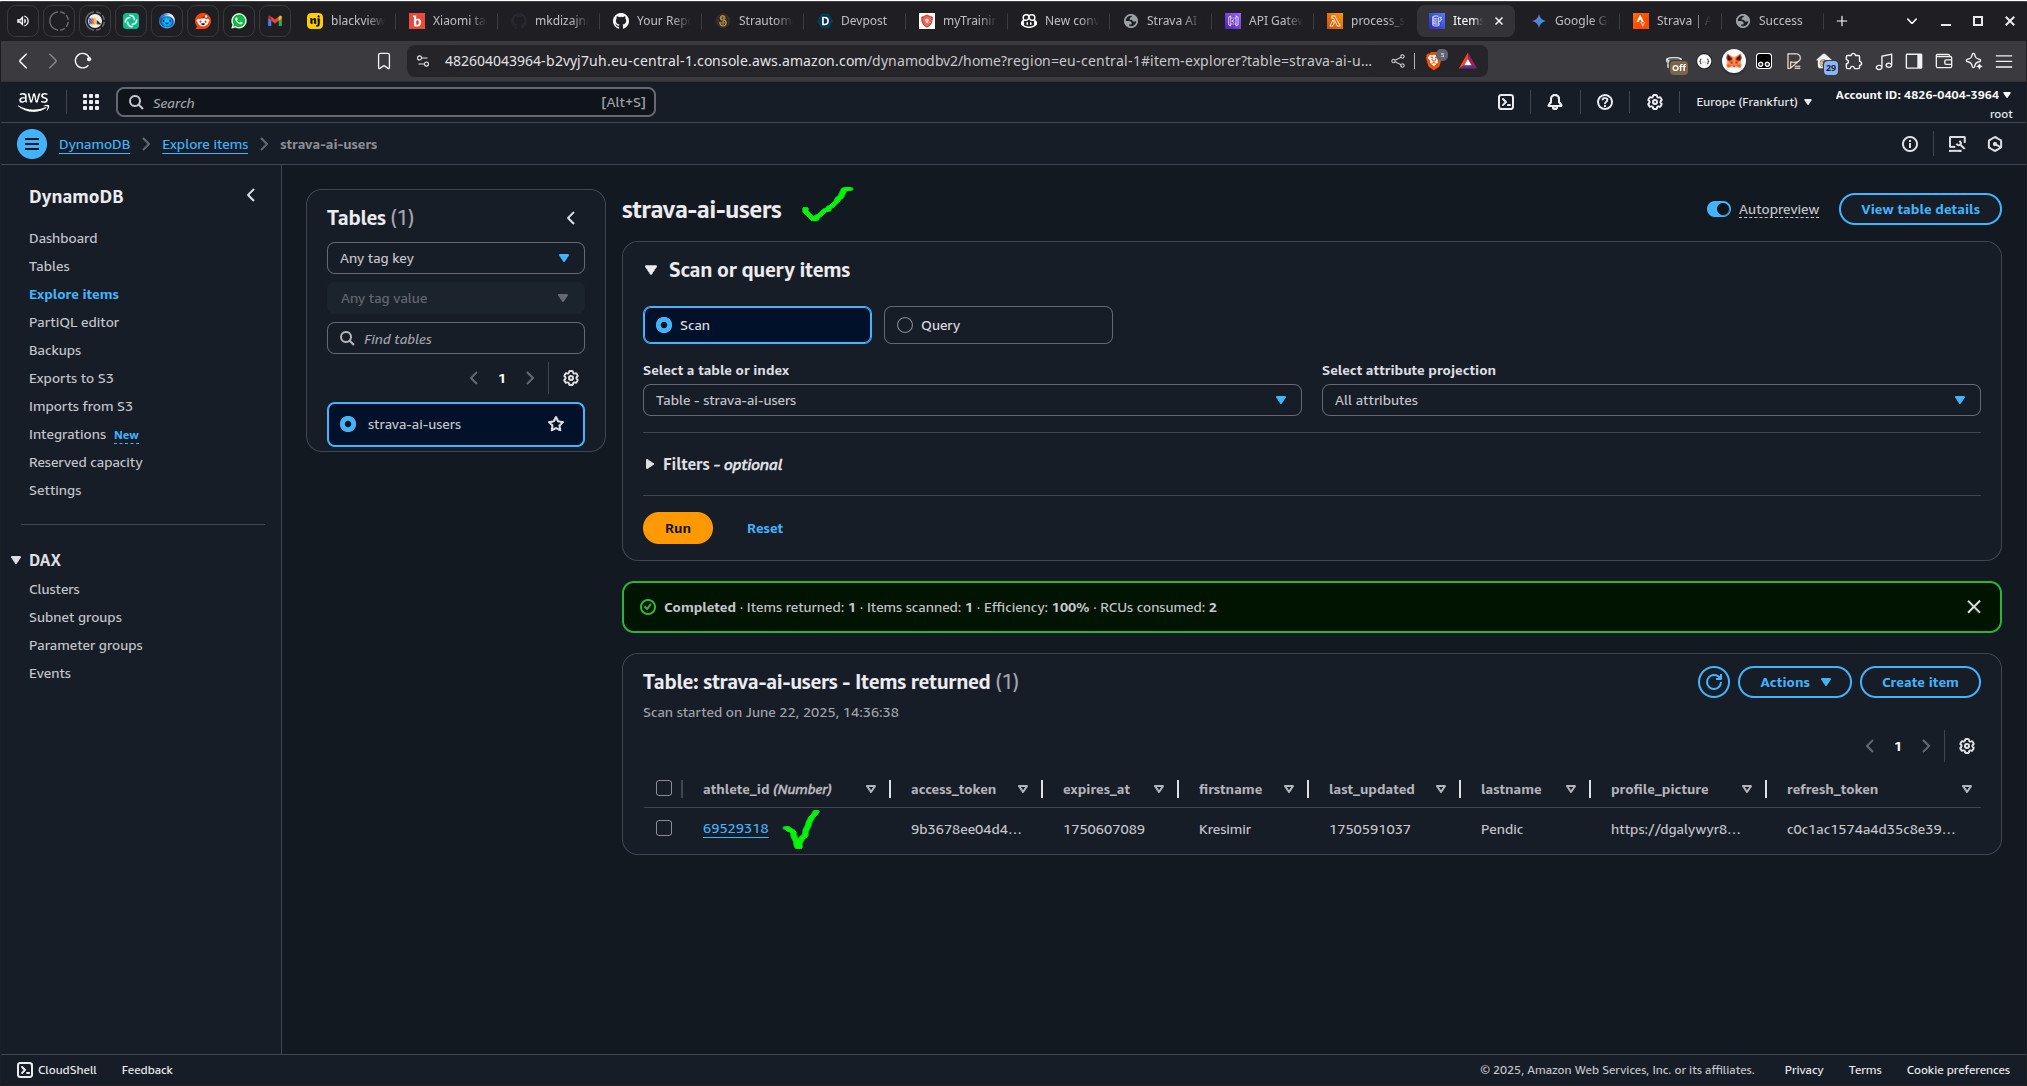 blackview
Xiaomi ta
mkdizajn
Your Rep
Strautom
Devpost
myTrainin
New conv
Strava AI
API Gatew
process_s
Items
Google G
Strava | A
Success
482604043964-b2vyj7uh.eu-central-1.console.aws.amazon.com/dynamodbv2/home?region=eu-central-1#item-explorer?table=strava-ai-u...
Off
29
aws
Search
[Alt+S]
Europe (Frankfurt)
Account ID: 4826-0404-3964
root
DynamoDB
Explore items
strava-ai-users
DynamoDB
Dashboard
Tables
Explore items
PartiQL editor
Backups
Exports to S3
Imports from S3
Integrations New
Reserved capacity
Settings
DAX
Clusters
Subnet groups
Parameter groups
Events
Tables (1)
Any tag key
Any tag value
Find tables
1
strava-ai-users
strava-ai-users
Autopreview
View table details
Scan or query items
Scan
Query
Select a table or index
Table - strava-ai-users
Select attribute projection
All attributes
Filters - optional
Run
Reset
Completed · Items returned: 1 · Items scanned: 1 · Efficiency: 100% · RCUs consumed: 2
Table: strava-ai-users - Items returned (1)
Scan started on June 22, 2025, 14:36:38
Actions
Create item
1
athlete_id (Number)
access_token
expires_at
firstname
last_updated
lastname
profile_picture
refresh_token
69529318
9b3678ee04d4...
1750607089
Kresimir
1750591037
Pendic
https://dgalywyr8...
c0c1ac1574a4d35c8e39...
CloudShell
Feedback
© 2025, Amazon Web Services, Inc. or its affiliates.
Privacy
Terms
Cookie preferences